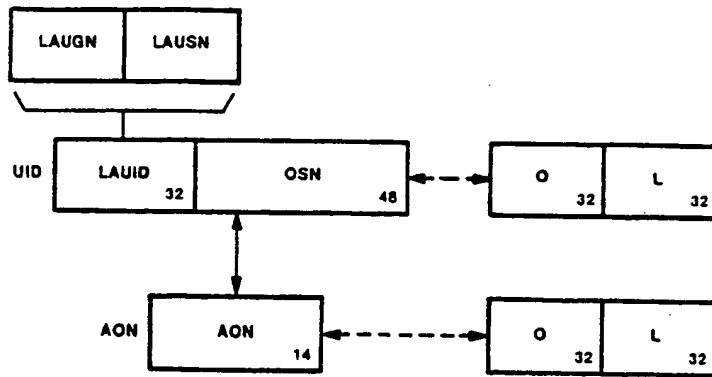 LAUGN LAUSN
UID LAUID 32 OSN 48 O 32 L 32
AON AON 14 O 32 L 32